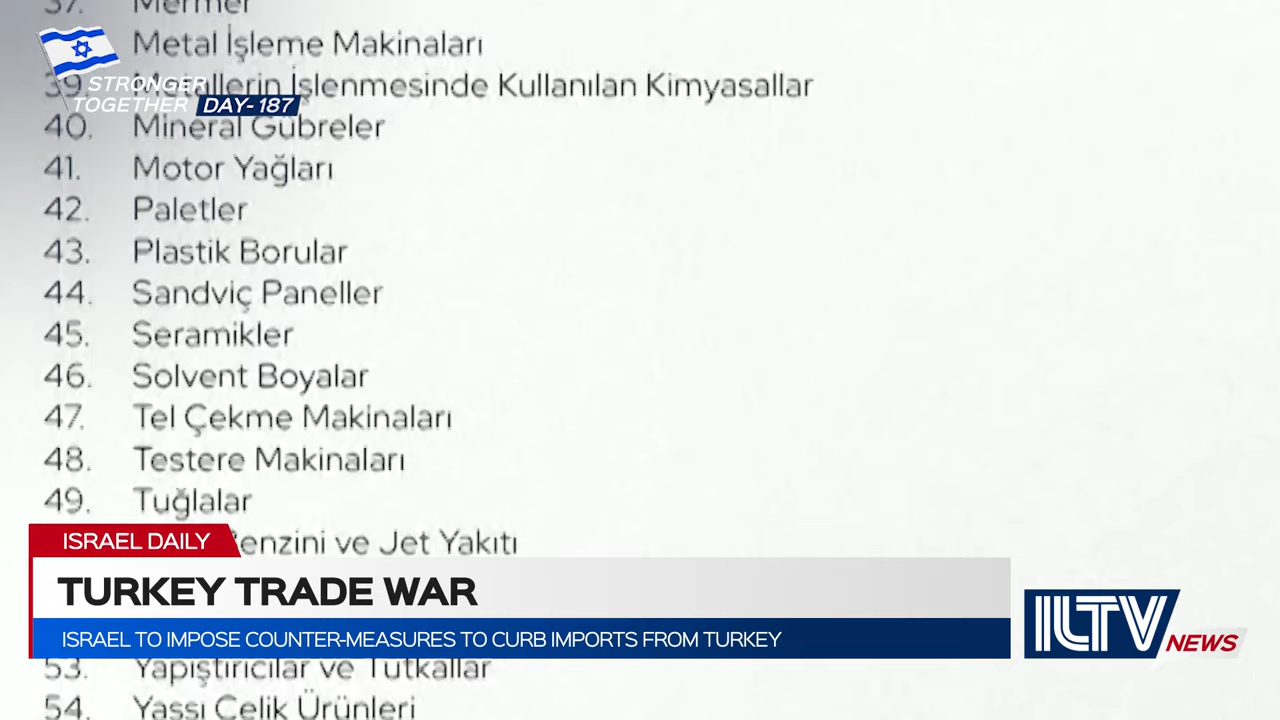 37. Mermer
Metal İşleme Makinaları
39. Metallerin İşlenmesinde Kullanılan Kimyasallar
STRONGER
TOGETHER DAY- 187
40. Mineral Gübreler
41. Motor Yağları
42. Paletler
43. Plastik Borular
44. Sandviç Paneller
45. Seramikler
46. Solvent Boyalar
47. Tel Çekme Makinaları
48. Testere Makinaları
49. Tuğlalar
ISRAEL DAILY
Benzini ve Jet Yakıtı
TURKEY TRADE WAR
ISRAEL TO IMPOSE COUNTER-MEASURES TO CURB IMPORTS FROM TURKEY
ILTV NEWS
53. Yapıştırıcılar ve Tutkallar
54. Yassı Çelik Ürünleri